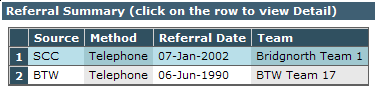 Referral Summary (click on the row to view Detail)
Source Method Referral Date Team
1 SCC Telephone 07-Jan-2002 Bridgnorth Team 1
2 BTW Telephone 06-Jun-1990 BTW Team 17